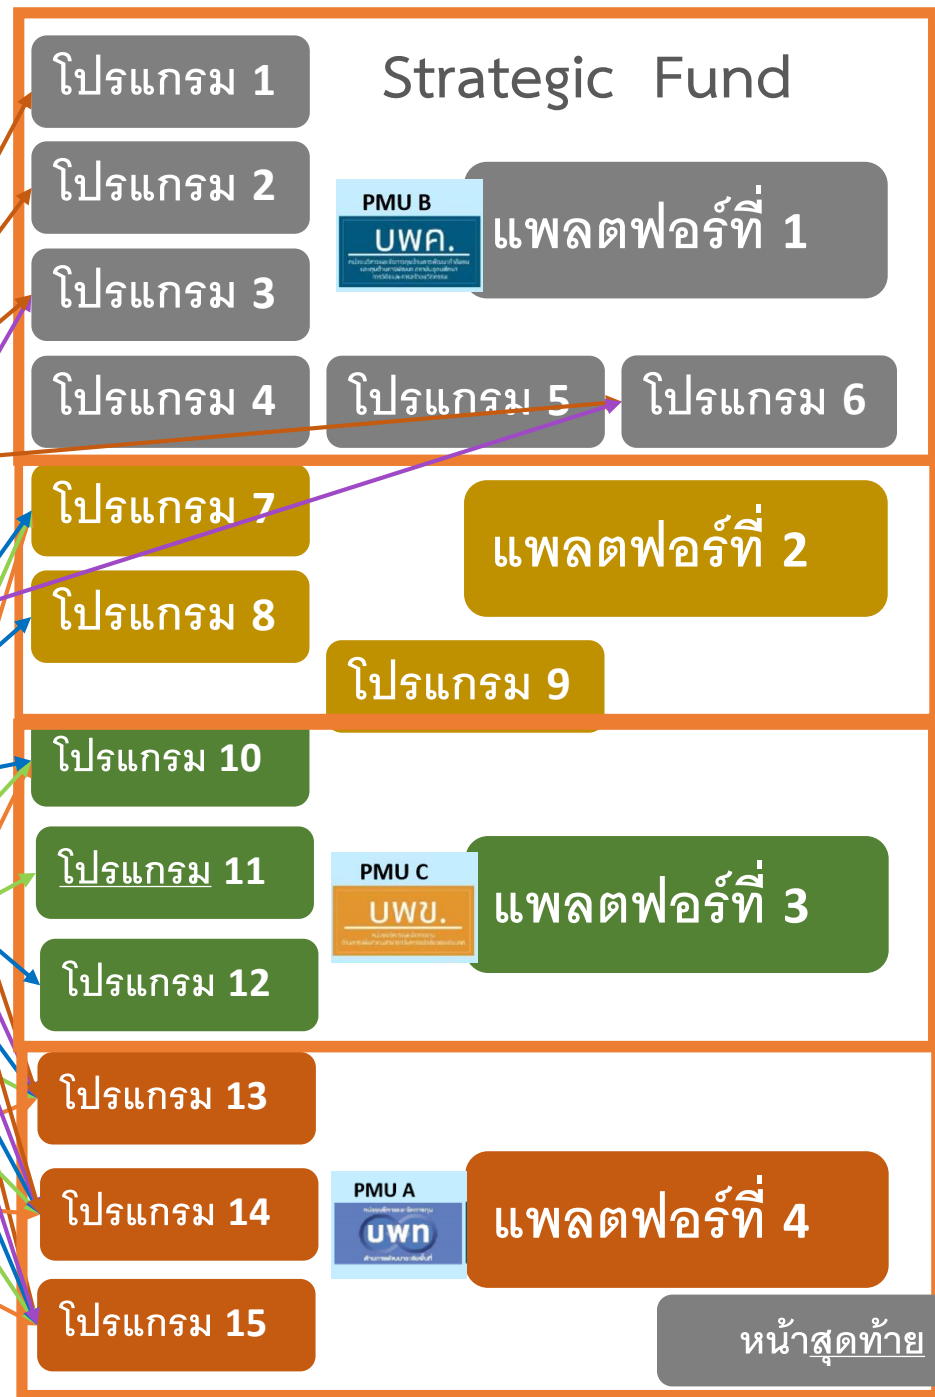 Strategic Fund
โปรแกรม 1
โปรแกรม 2
โปรแกรม 3
PMU B
บพค.
แพลตฟอร์ที่ 1
โปรแกรม 4
โปรแกรม 5
โปรแกรม 6
โปรแกรม 7
แพลตฟอร์ที่ 2
โปรแกรม 8
โปรแกรม 9
โปรแกรม 10
โปรแกรม 11
PMU C
บพข.
แพลตฟอร์ที่ 3
โปรแกรม 12
โปรแกรม 13
โปรแกรม 14
PMU A
บพท
แพลตฟอร์ที่ 4
โปรแกรม 15
หน้าสุดท้าย